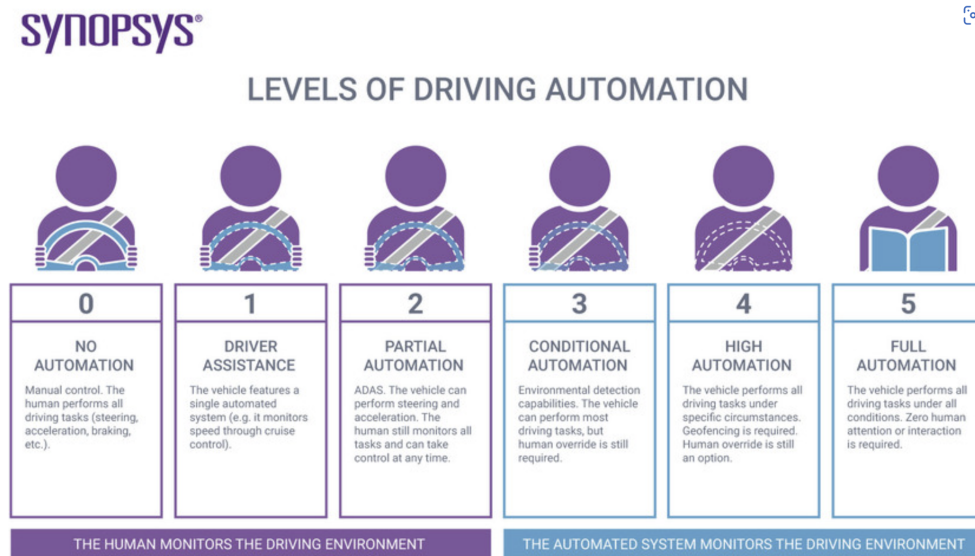 SYNOPSYS®
LEVELS OF DRIVING AUTOMATION
0
NO
AUTOMATION
Manual control. The
human performs all
driving tasks (steering,
acceleration, braking,
etc.).
1
DRIVER
ASSISTANCE
The vehicle features a
single automated
system (e.g. it monitors
speed through cruise
control).
2
PARTIAL
AUTOMATION
ADAS. The vehicle can
perform steering and
acceleration. The
human still monitors all
tasks and can take
control at any time.
3
CONDITIONAL
AUTOMATION
Environmental detection
capabilities. The vehicle
can perform most
driving tasks, but
human override is still
required.
4
HIGH
AUTOMATION
The vehicle performs all
driving tasks under
specific circumstances.
Geofencing is required.
Human override is still
an option.
5
FULL
AUTOMATION
The vehicle performs all
driving tasks under all
conditions. Zero human
attention or interaction
is required.
THE HUMAN MONITORS THE DRIVING ENVIRONMENT
THE AUTOMATED SYSTEM MONITORS THE DRIVING ENVIRONMENT